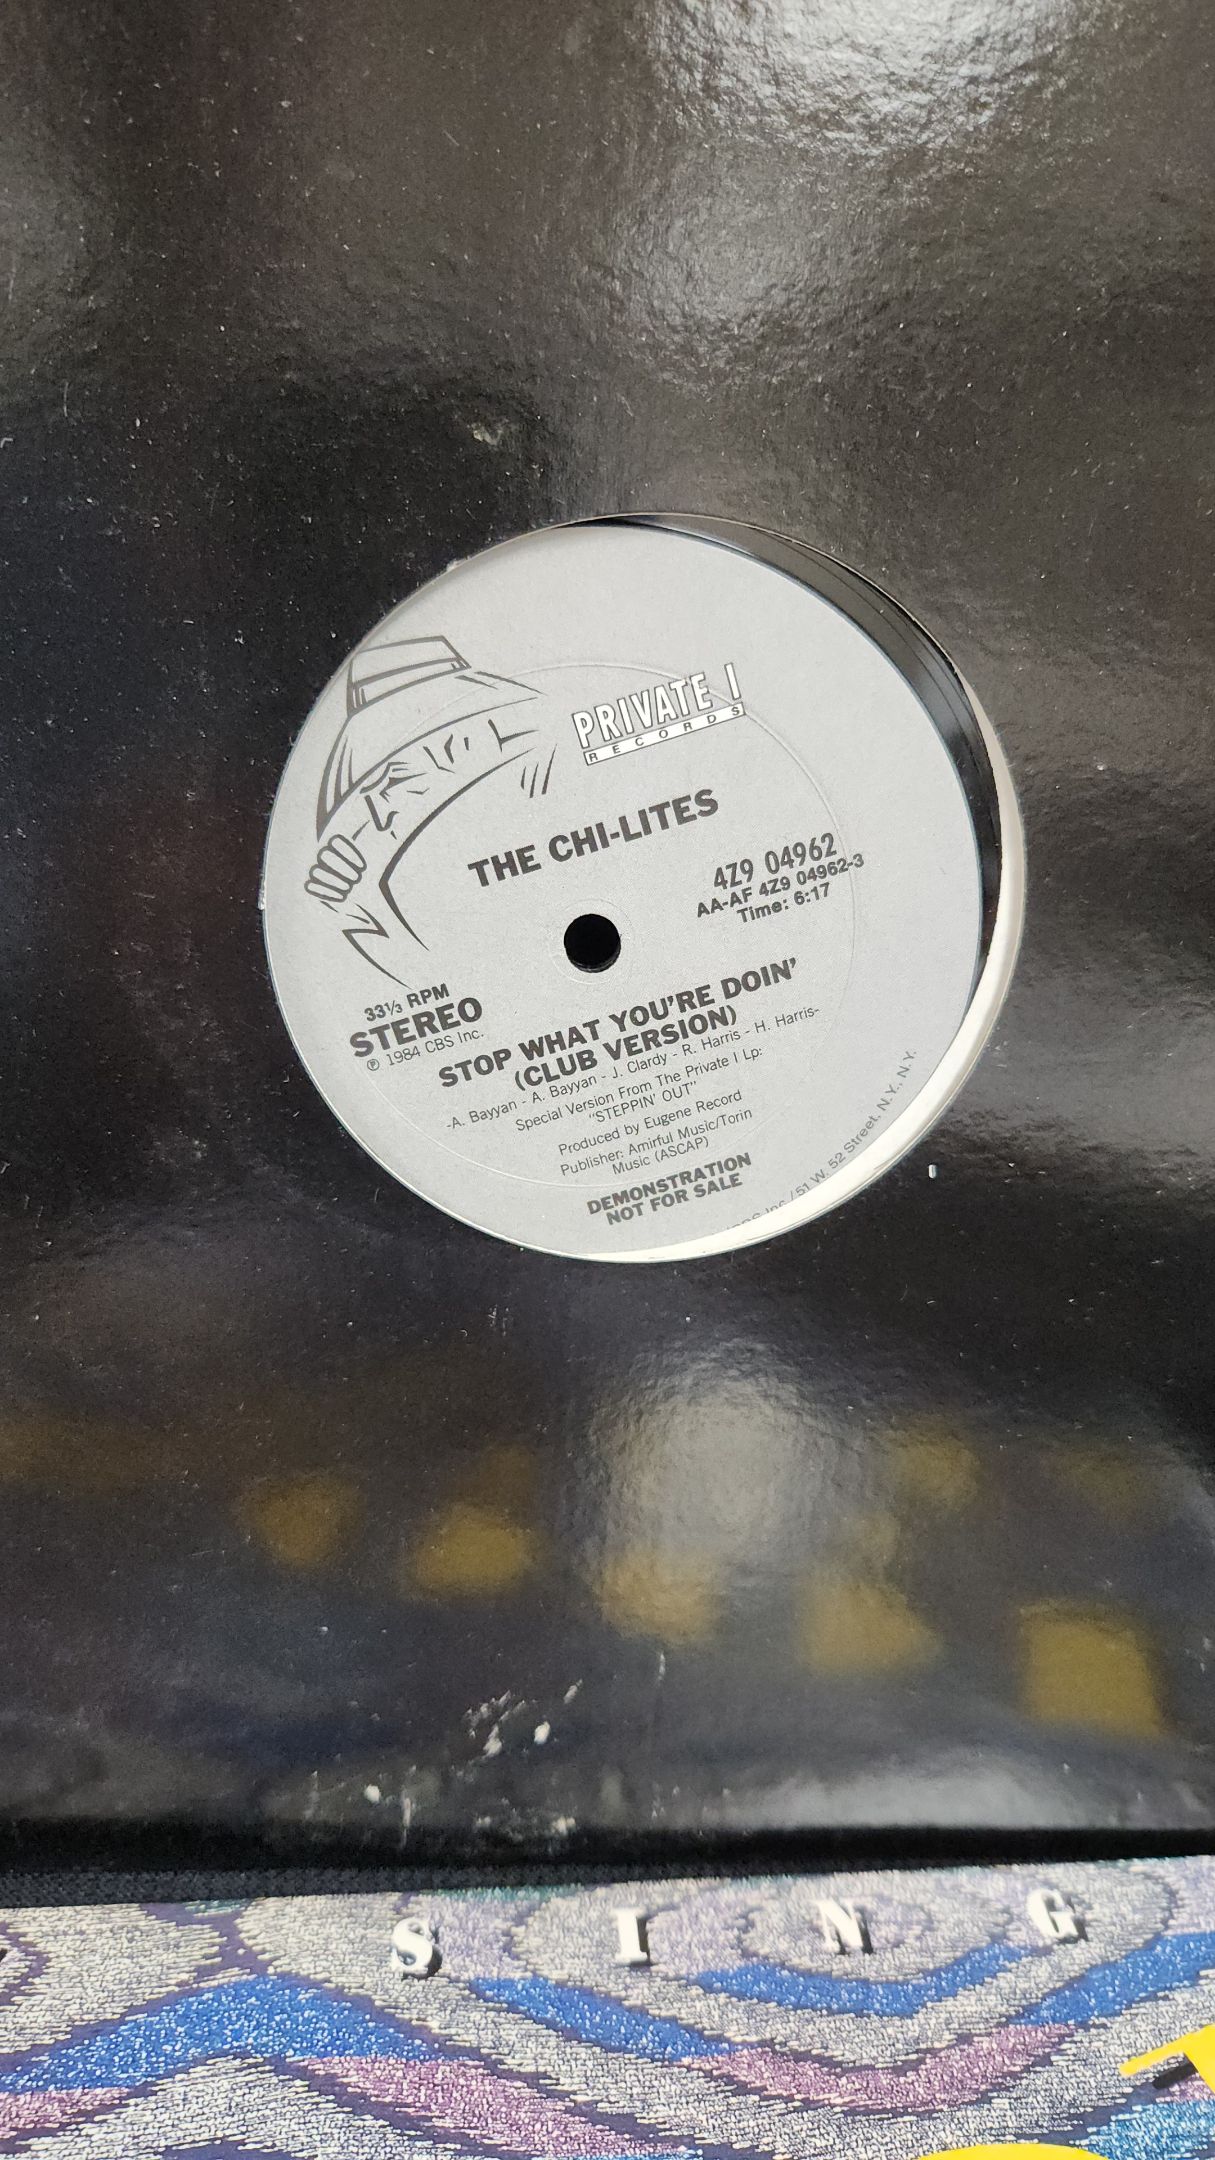 PRIVATE I
RECORDS
THE CHI-LITES
4Z9 04962
AA-AF 4Z9 04962-3
Time: 6:17
33⅓ RPM
STEREO
℗ 1984 CBS Inc.
STOP WHAT YOU'RE DOIN'
(CLUB VERSION)
-A. Bayyan - A. Bayyan - J. Clardy - R. Harris - H. Harris-
Special Version From The Private I Lp:
"STEPPIN' OUT"
Produced by Eugene Record
Publisher: Amirful Music/Torin
Music (ASCAP)
DEMONSTRATION
NOT FOR SALE
Inc./51 W. 52 Street, N.Y., N.Y.
SING